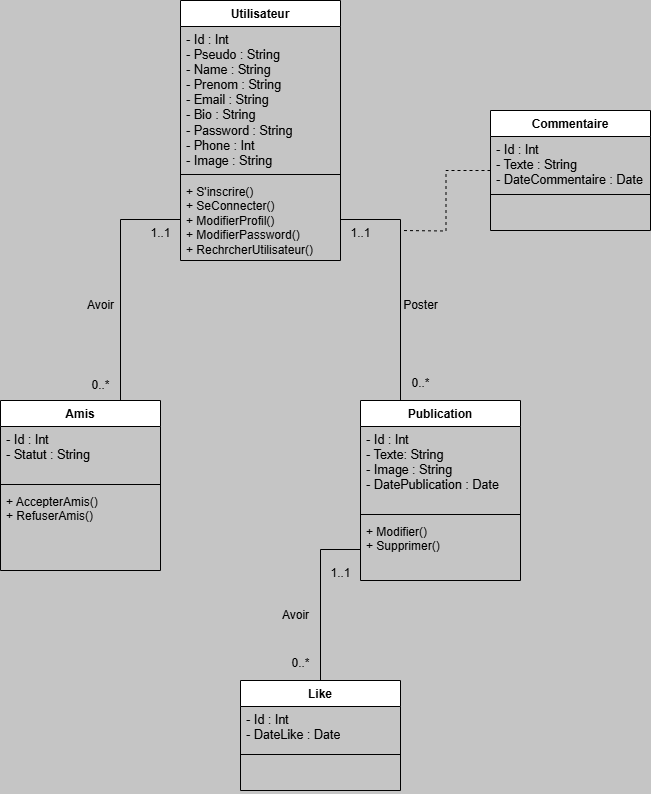 Utilisateur
- Id : Int
- Pseudo : String
- Name : String
- Prenom : String
- Email : String
- Bio : String
- Password : String
- Phone : Int
- Image : String
+ S'inscrire()
+ SeConnecter()
+ ModifierProfil()
+ ModifierPassword()
+ RechrcherUtilisateur()
Commentaire
- Id : Int
- Texte : String
- DateCommentaire : Date
1..1
1..1
Avoir
Poster
0..*
0..*
Amis
- Id : Int
- Statut : String
+ AccepterAmis()
+ RefuserAmis()
Publication
- Id : Int
- Texte: String
- Image : String
- DatePublication : Date
+ Modifier()
+ Supprimer()
1..1
Avoir
0..*
Like
- Id : Int
- DateLike : Date